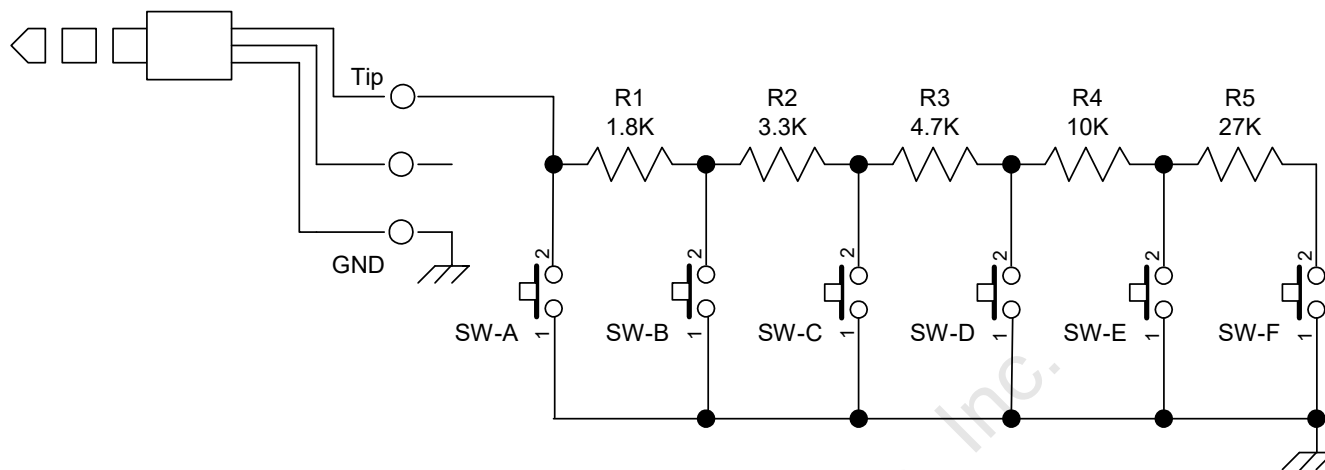 Tip
R1 R2 R3 R4 R5
1.8K 3.3K 4.7K 10K 27K
GND
2 2 2 2 2 2
SW-A SW-B SW-C SW-D SW-E SW-F
1 1 1 1 1 1
Inc.